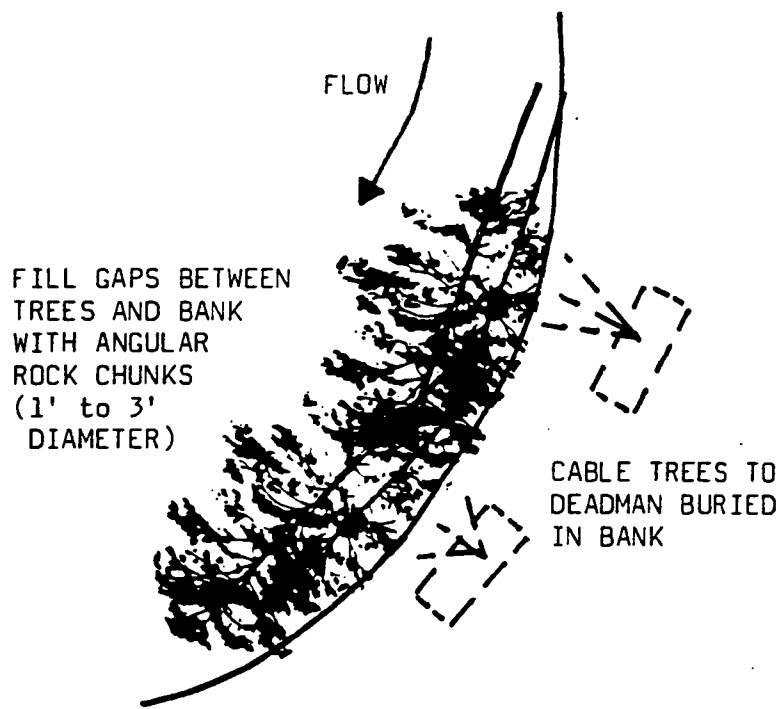 FLOW
FILL GAPS BETWEEN
TREES AND BANK
WITH ANGULAR
ROCK CHUNKS
(1' to 3'
DIAMETER)
CABLE TREES TO
DEADMAN BURIED
IN BANK